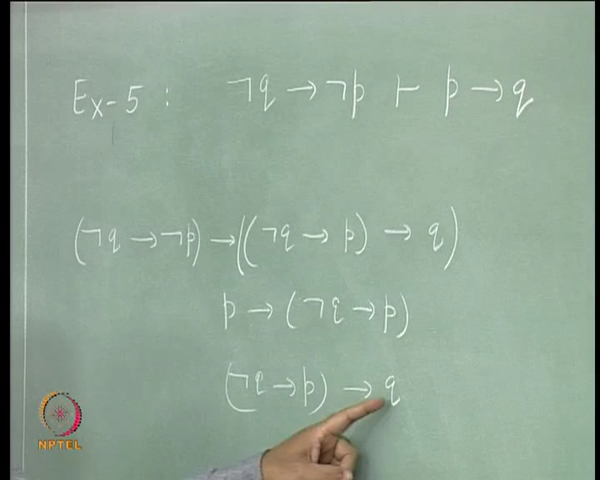 Ex-5 : ¬q → ¬p ⊢ p → q
(¬q → ¬p) → ((¬q → p) → q)
p → (¬q → p)
(¬q → p) → q
NPTEL